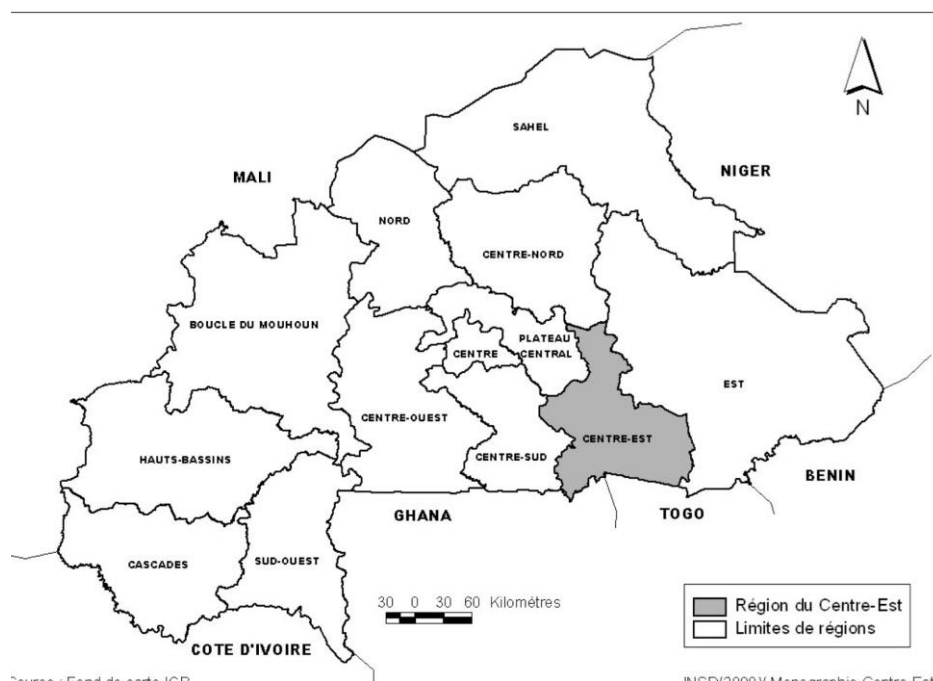 N
SAHEL
MALI
NIGER
NORD
CENTRE-NORD
BOUCLE DU MOUHOUN
PLATEAU
CENTRAL
CENTRE
EST
CENTRE-OUEST
CENTRE-EST
HAUTS-BASSINS
CENTRE-SUD
BENIN
GHANA
TOGO
CASCADES
SUD-OUEST
30 0 30 60 Kilométres
Région du Centre-Est
Limites de régions
COTE D'IVOIRE